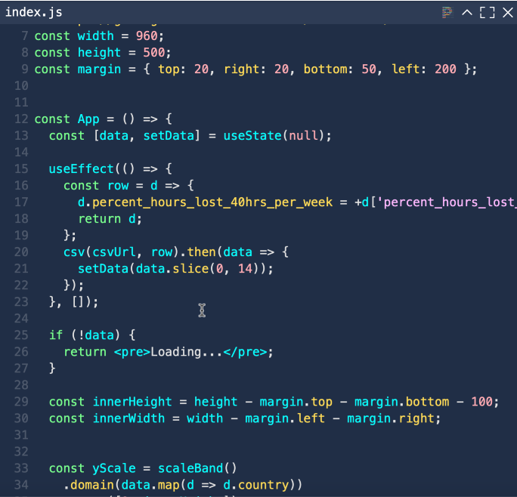 index.js
7 const width = 960;
8 const height = 500;
9 const margin = { top: 20, right: 20, bottom: 50, left: 200 };
10
11
12 const App = () => {
13 const [data, setData] = useState(null);
14
15 useEffect(() => {
16 const row = d => {
17 d.percent_hours_lost_40hrs_per_week = +d['percent_hours_lost_
18 return d;
19 };
20 csv(csvUrl, row).then(data => {
21 setData(data.slice(0, 14));
22 });
23 }, []);
24
25 if (!data) {
26 return <pre>Loading...</pre>;
27 }
28
29 const innerHeight = height - margin.top - margin.bottom - 100;
30 const innerWidth = width - margin.left - margin.right;
31
32
33 const yScale = scaleBand()
34 .domain(data.map(d => d.country))